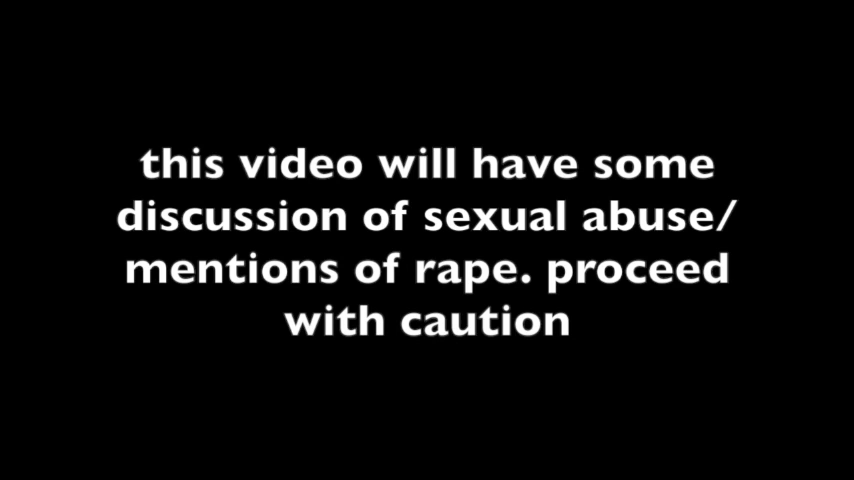 this video will have some
discussion of sexual abuse/
mentions of rape. proceed
with caution